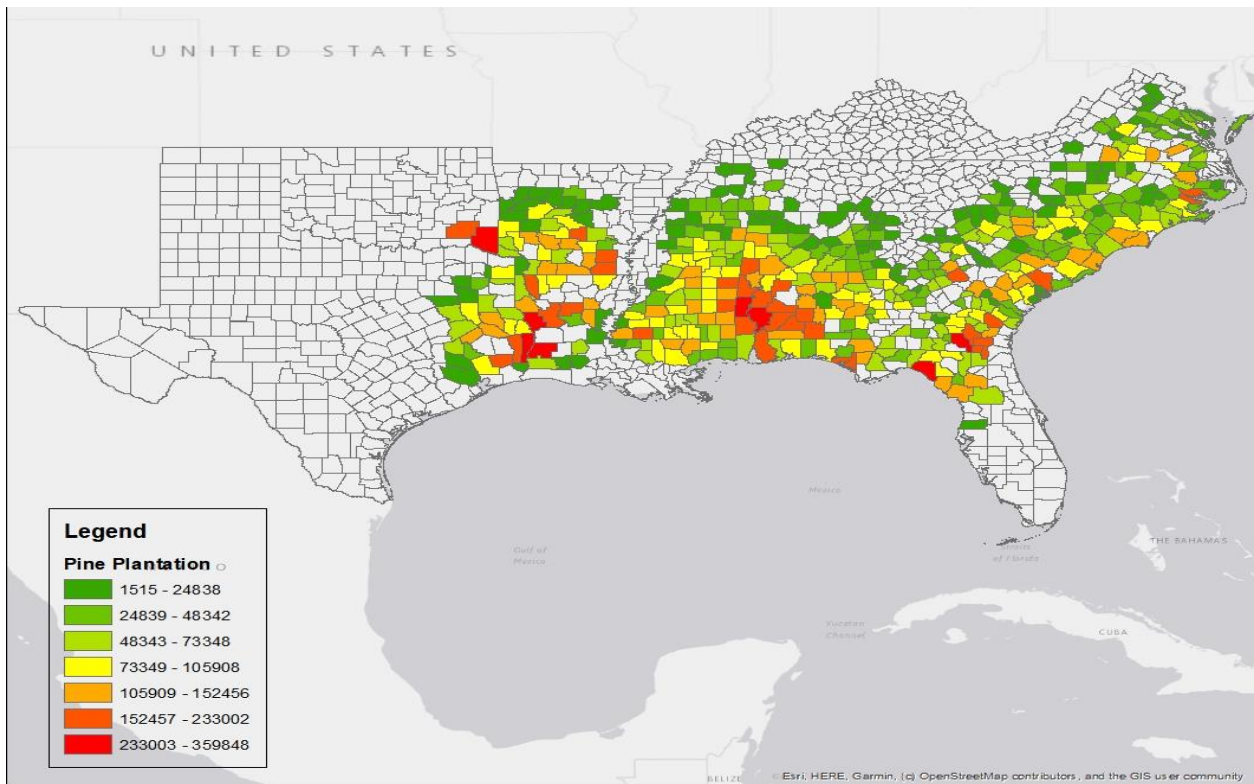 UNITED STATES
Mexico
Gulf of
Mexico
Straits
of Florida
THE BAHAMAS
Yucatan
Channel
CUBA
BELIZE
Legend
Pine Plantation
1515 - 24838
24839 - 48342
48343 - 73348
73349 - 105908
105909 - 152456
152457 - 233002
233003 - 359848
Esri, HERE, Garmin, (c) OpenStreetMap contributors, and the GIS user community